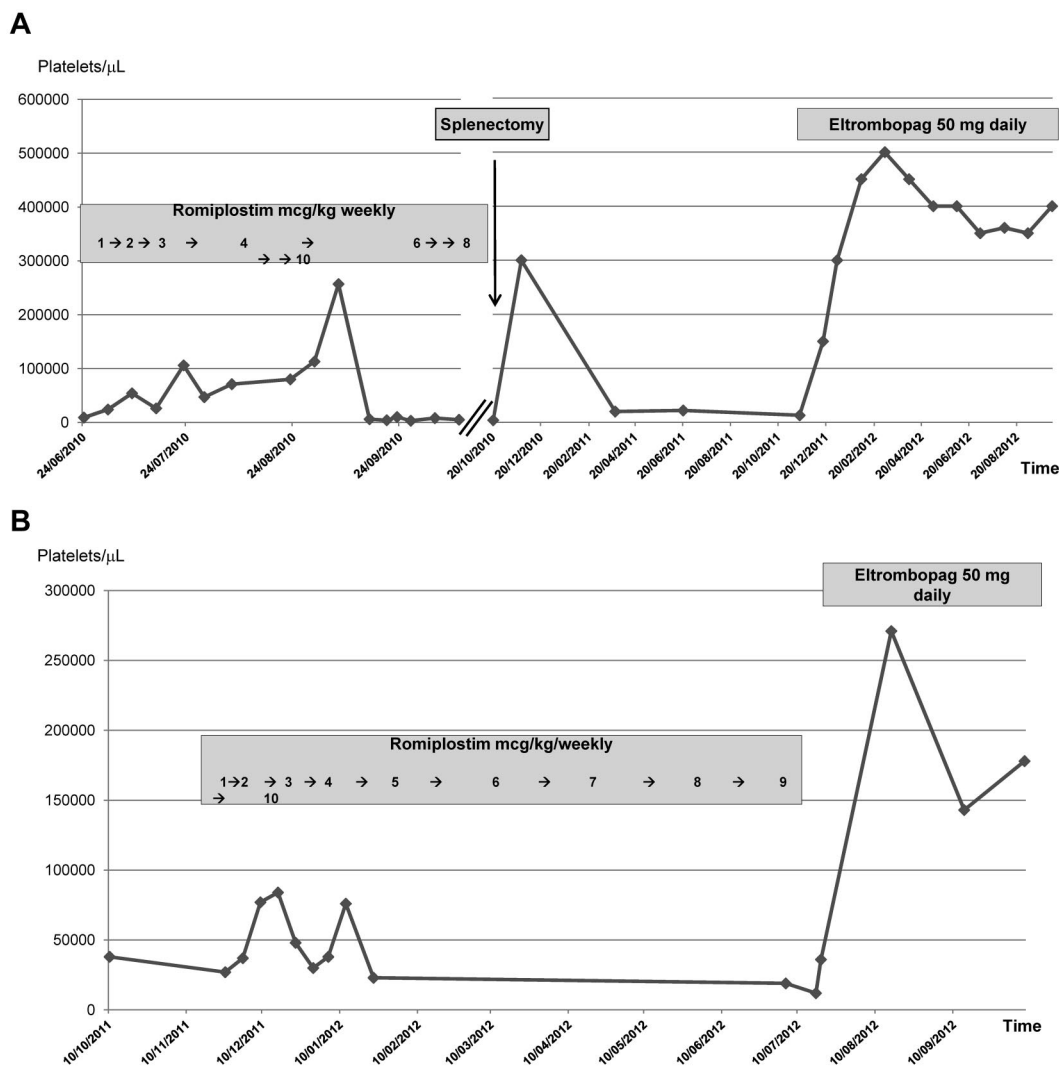 A
Platelets/μL
600000
500000
400000
300000
200000
100000
0
Splenectomy
Eltrombopag 50 mg daily
Romiplostim mcg/kg weekly
1 → 2 → 3 → 4 → 6 → → 8
→ → 10
24/06/2010
24/07/2010
24/08/2010
24/09/2010
20/10/2010
20/12/2010
20/02/2011
20/04/2011
20/06/2011
20/08/2011
20/10/2011
20/12/2011
20/02/2012
20/04/2012
20/06/2012
20/08/2012
Time
B
Platelets/μL
300000
250000
200000
150000
100000
50000
0
Eltrombopag 50 mg
daily
Romiplostim mcg/kg/weekly
1 → 2 → 3 → 4 → 5 → 6 → 7 → 8 → 9
→ 10
10/10/2011
10/11/2011
10/12/2011
10/01/2012
10/02/2012
10/03/2012
10/04/2012
10/05/2012
10/06/2012
10/07/2012
10/08/2012
10/09/2012
Time